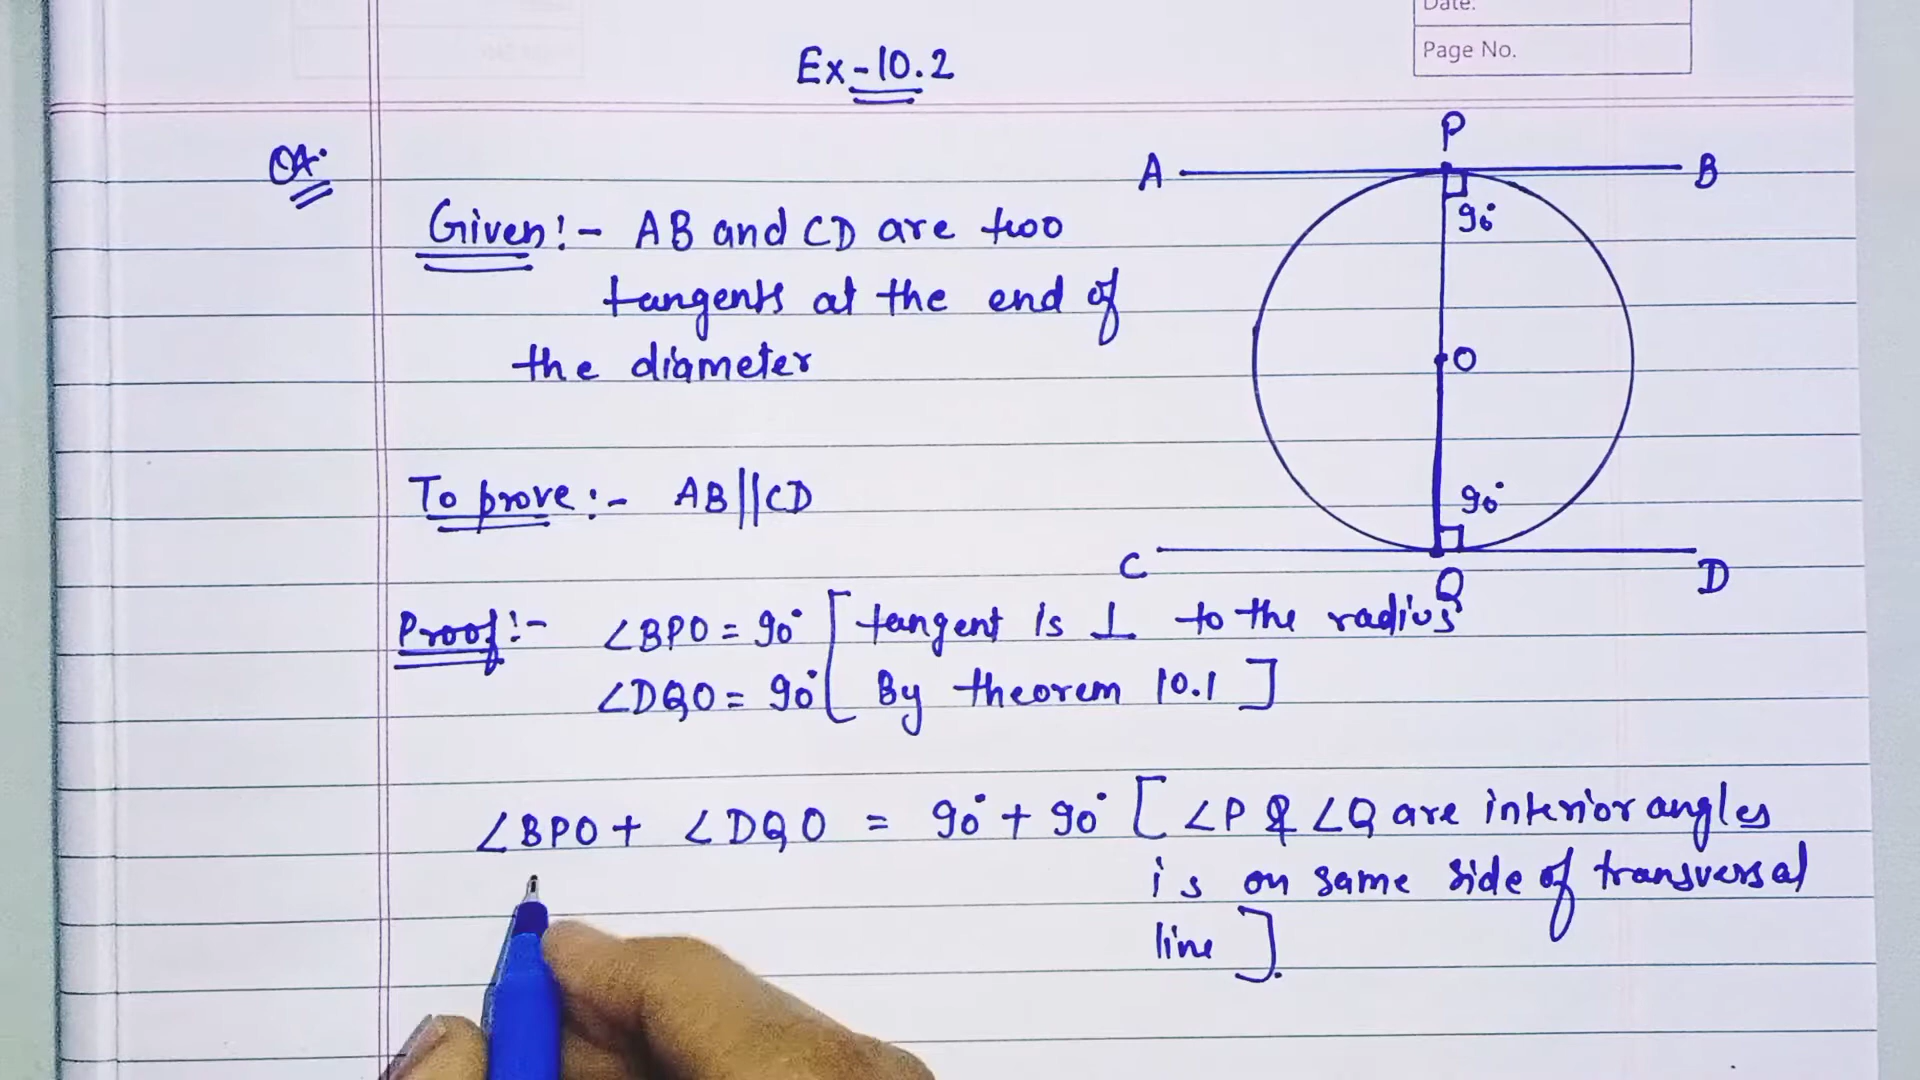 Date:
Page No.
Ex-10.2
Q4.
P
A B
Given:- AB and CD are two
90°
tangents at the end of
the diameter
O
To prove:- AB||CD
90°
C D
Q
Proof:- ∠BPO = 90° [tangent is ⊥ to the radius
∠DQO = 90° By theorem 10.1]
∠BPO + ∠DQO = 90° + 90° [∠P & ∠Q are interior angles
is on same side of transversal
line].